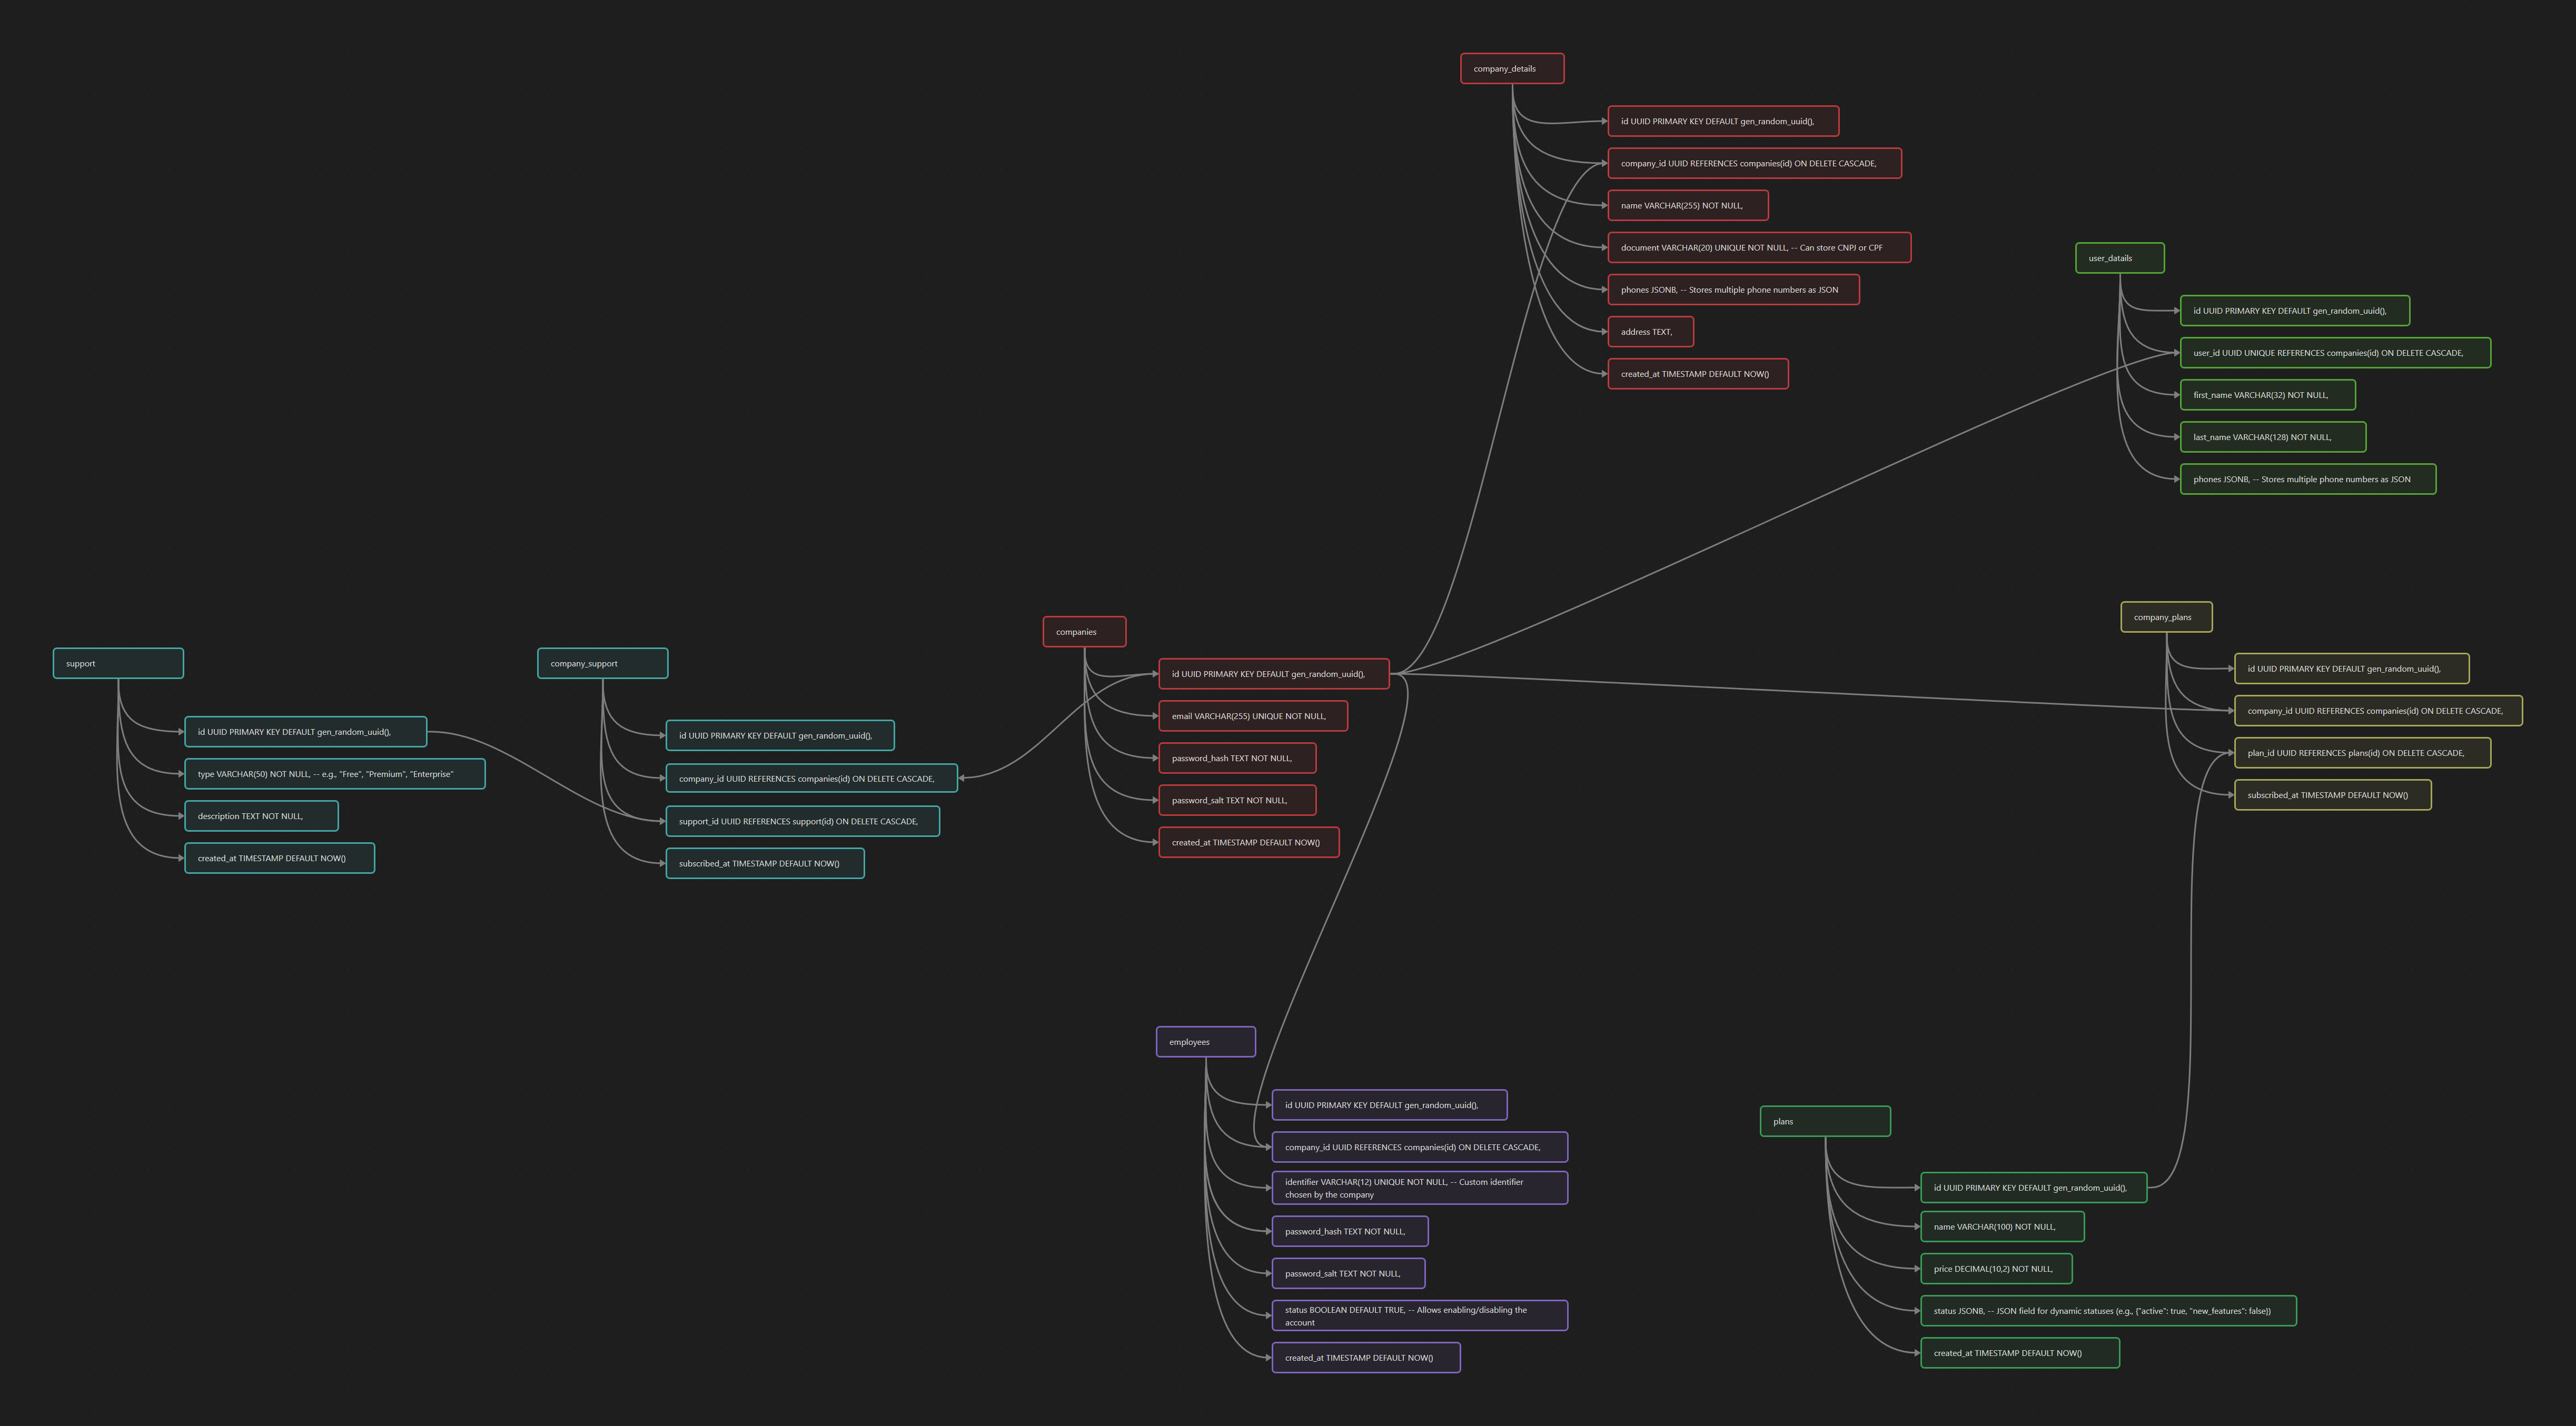 company_details
id UUID PRIMARY KEY DEFAULT gen_random_uuid(),
company_id UUID REFERENCES companies(id) ON DELETE CASCADE,
name VARCHAR(255) NOT NULL,
document VARCHAR(20) UNIQUE NOT NULL, -- Can store CNPJ or CPF
phones JSONB, -- Stores multiple phone numbers as JSON
address TEXT,
created_at TIMESTAMP DEFAULT NOW()
user_datails
id UUID PRIMARY KEY DEFAULT gen_random_uuid(),
user_id UUID UNIQUE REFERENCES companies(id) ON DELETE CASCADE,
first_name VARCHAR(32) NOT NULL,
last_name VARCHAR(128) NOT NULL,
phones JSONB, -- Stores multiple phone numbers as JSON
support
id UUID PRIMARY KEY DEFAULT gen_random_uuid(),
type VARCHAR(50) NOT NULL, -- e.g., "Free", "Premium", "Enterprise"
description TEXT NOT NULL,
created_at TIMESTAMP DEFAULT NOW()
company_support
id UUID PRIMARY KEY DEFAULT gen_random_uuid(),
company_id UUID REFERENCES companies(id) ON DELETE CASCADE,
support_id UUID REFERENCES support(id) ON DELETE CASCADE,
subscribed_at TIMESTAMP DEFAULT NOW()
companies
id UUID PRIMARY KEY DEFAULT gen_random_uuid(),
email VARCHAR(255) UNIQUE NOT NULL,
password_hash TEXT NOT NULL,
password_salt TEXT NOT NULL,
created_at TIMESTAMP DEFAULT NOW()
company_plans
id UUID PRIMARY KEY DEFAULT gen_random_uuid(),
company_id UUID REFERENCES companies(id) ON DELETE CASCADE,
plan_id UUID REFERENCES plans(id) ON DELETE CASCADE,
subscribed_at TIMESTAMP DEFAULT NOW()
employees
id UUID PRIMARY KEY DEFAULT gen_random_uuid(),
company_id UUID REFERENCES companies(id) ON DELETE CASCADE,
identifier VARCHAR(12) UNIQUE NOT NULL, -- Custom identifier
chosen by the company
password_hash TEXT NOT NULL,
password_salt TEXT NOT NULL,
status BOOLEAN DEFAULT TRUE, -- Allows enabling/disabling the
account
created_at TIMESTAMP DEFAULT NOW()
plans
id UUID PRIMARY KEY DEFAULT gen_random_uuid(),
name VARCHAR(100) NOT NULL,
price DECIMAL(10,2) NOT NULL,
status JSONB, -- JSON field for dynamic statuses (e.g., {"active": true, "new_features": false})
created_at TIMESTAMP DEFAULT NOW()